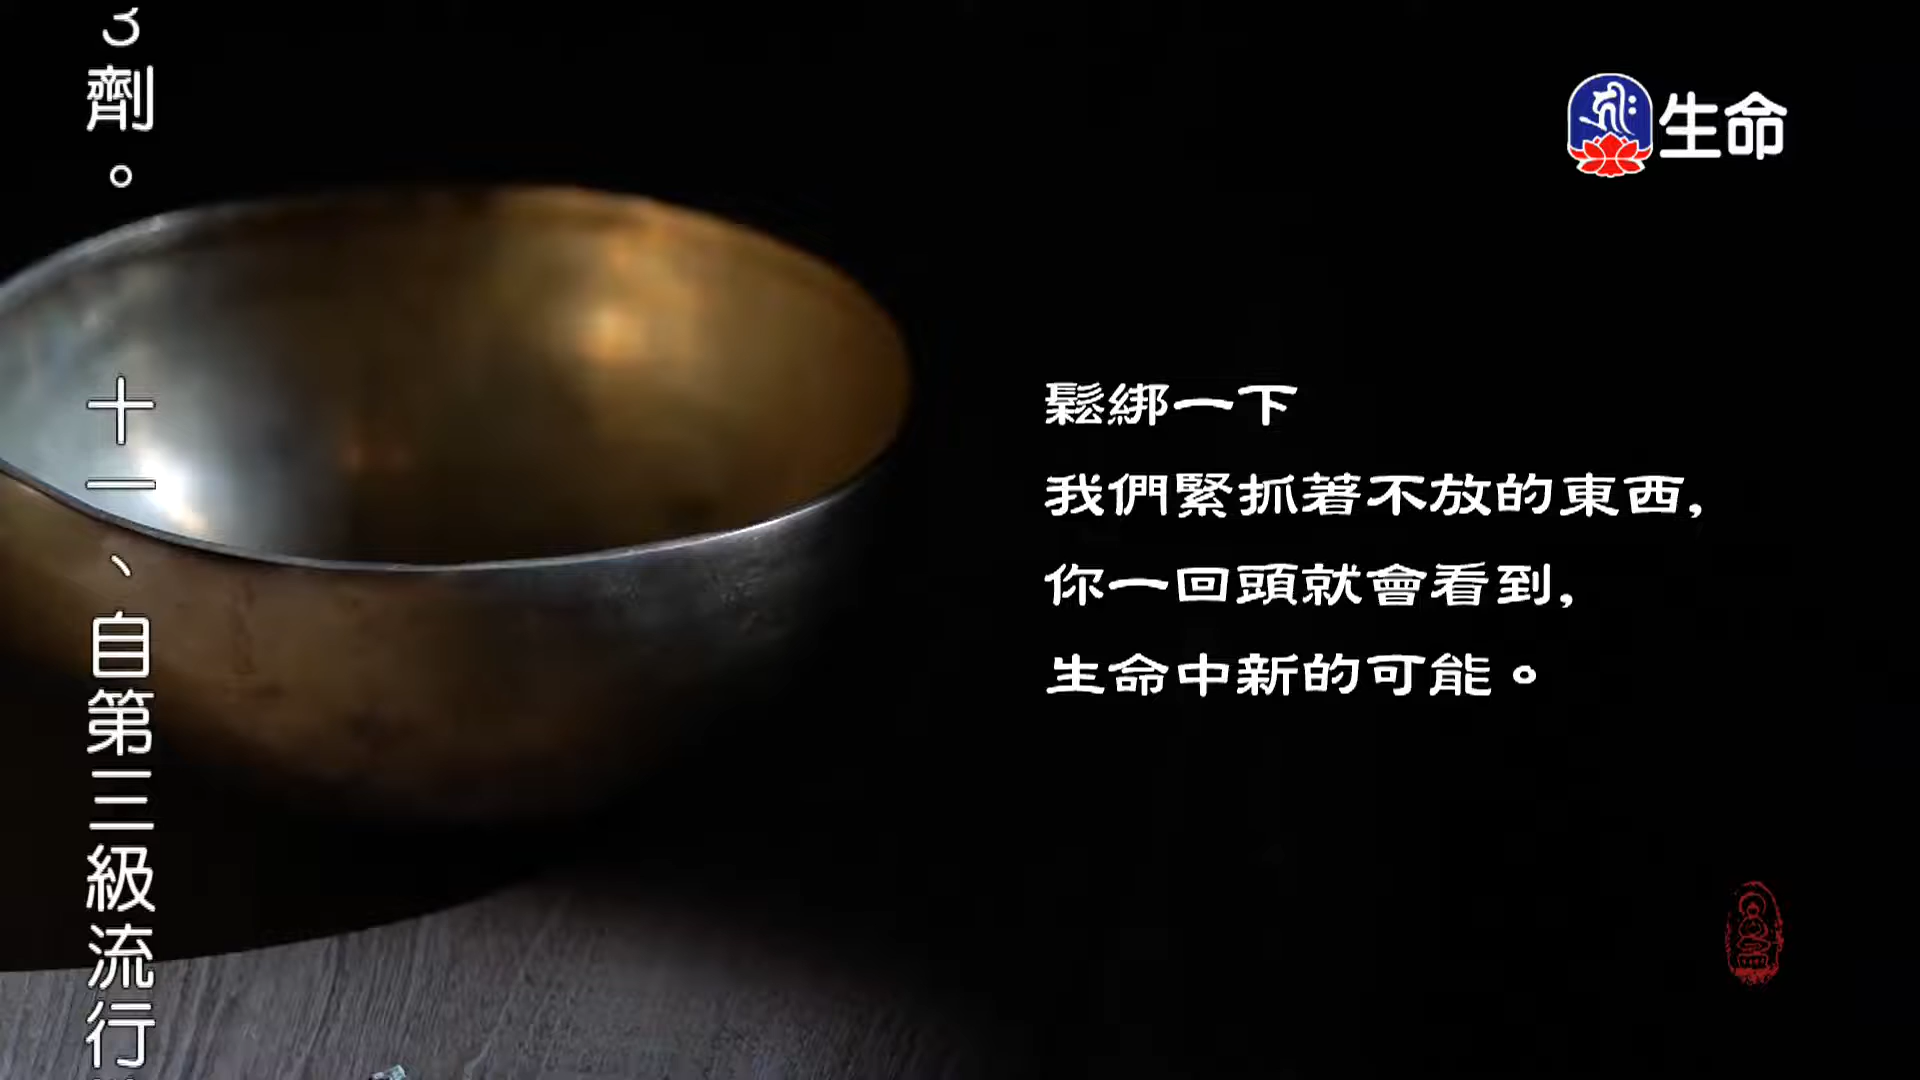 3劑。 十一、自第三級流行
生命
鬆綁一下
我們緊抓著不放的東西,
你一回頭就會看到,
生命中新的可能。